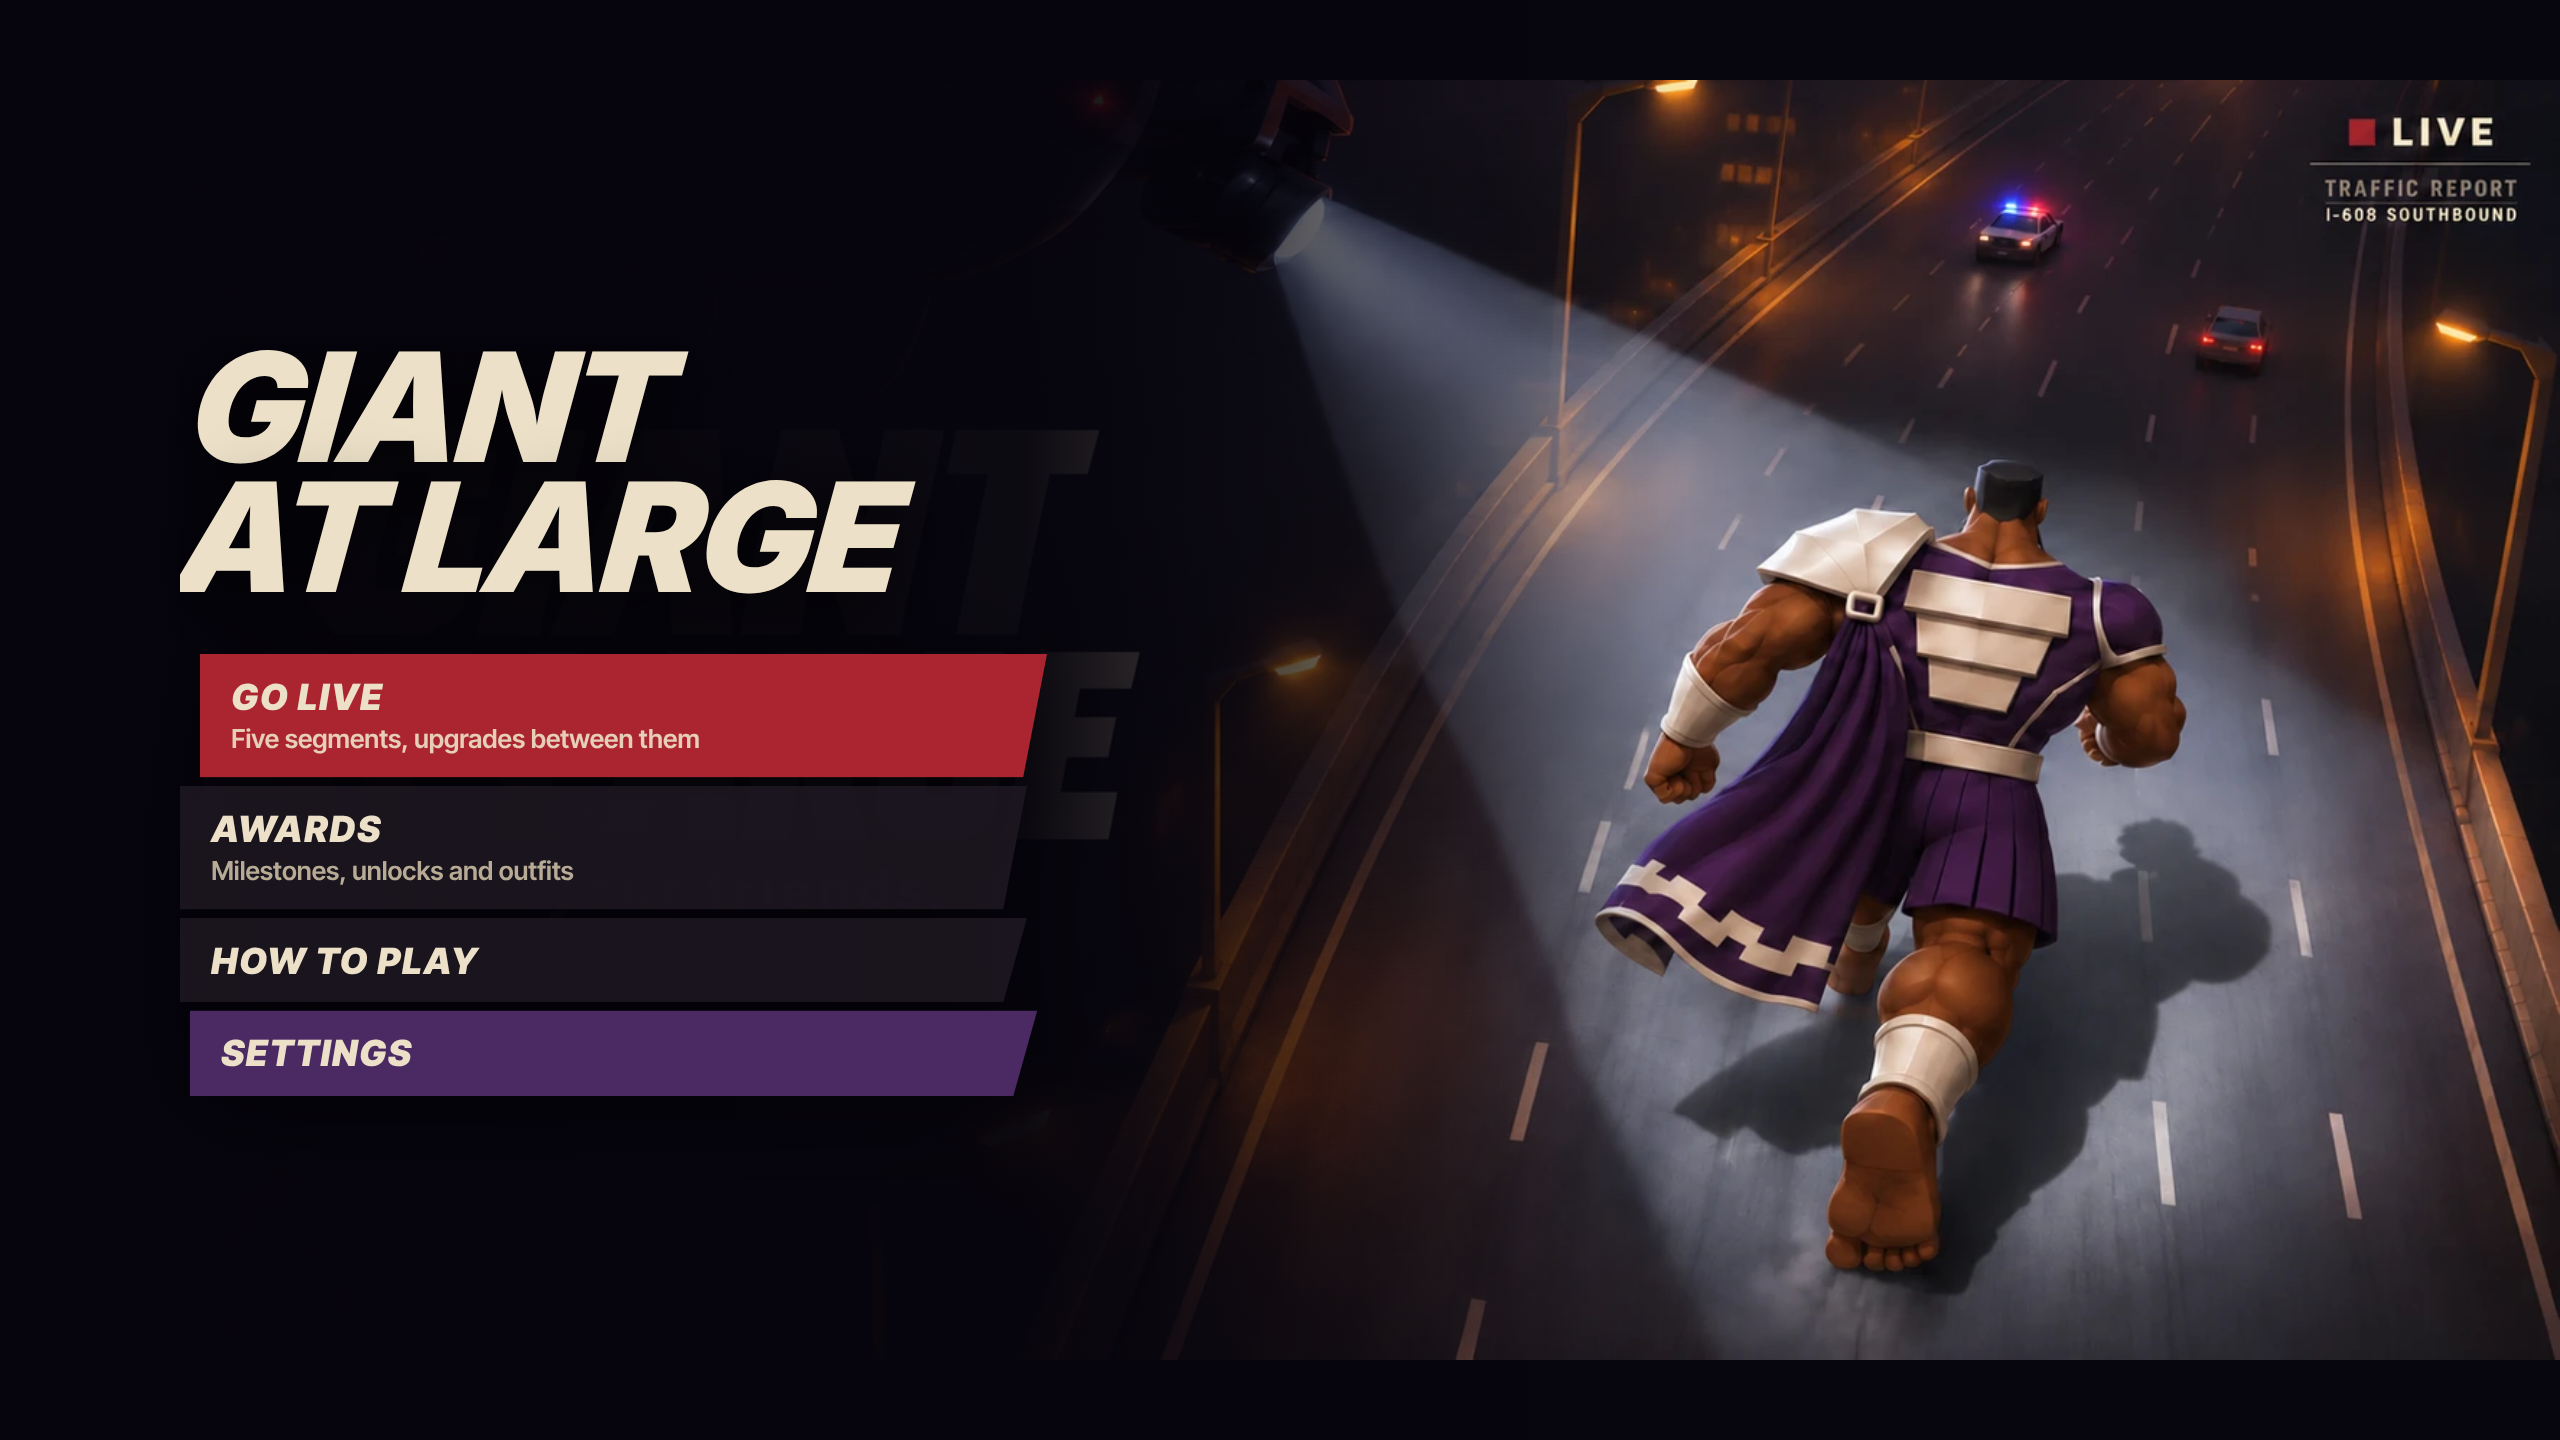 GIANT
AT LARGE
GO LIVE
Five segments, upgrades between them
AWARDS
Milestones, unlocks and outfits
HOW TO PLAY
SETTINGS
LIVE
TRAFFIC REPORT
I-608 SOUTHBOUND